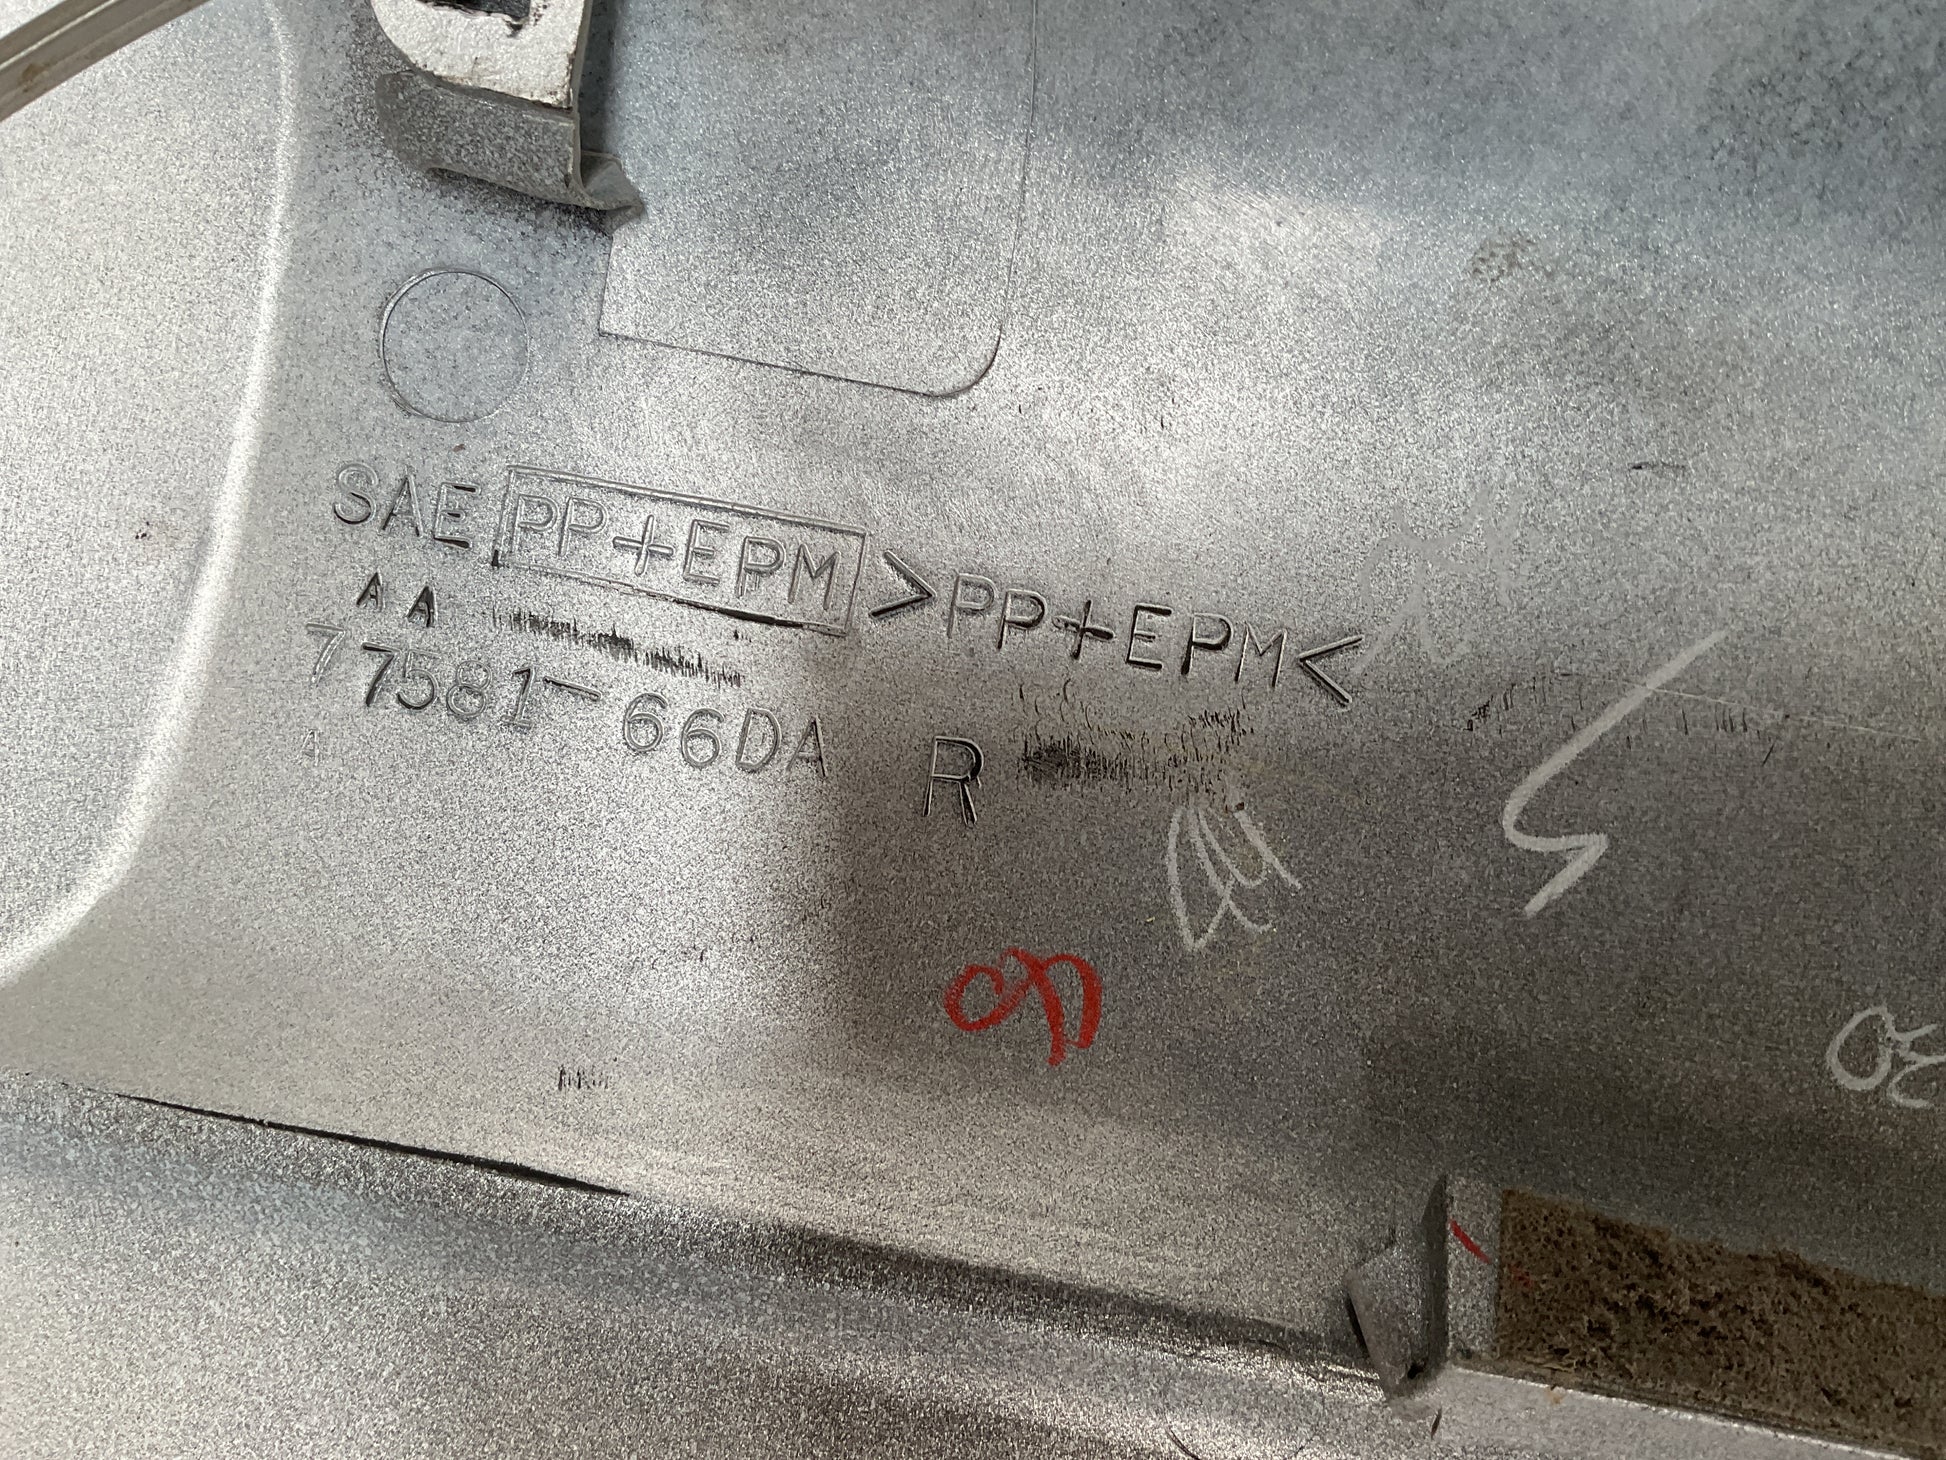 SAE PP+EPM >PP+EPM<
AA
77581-66DA R